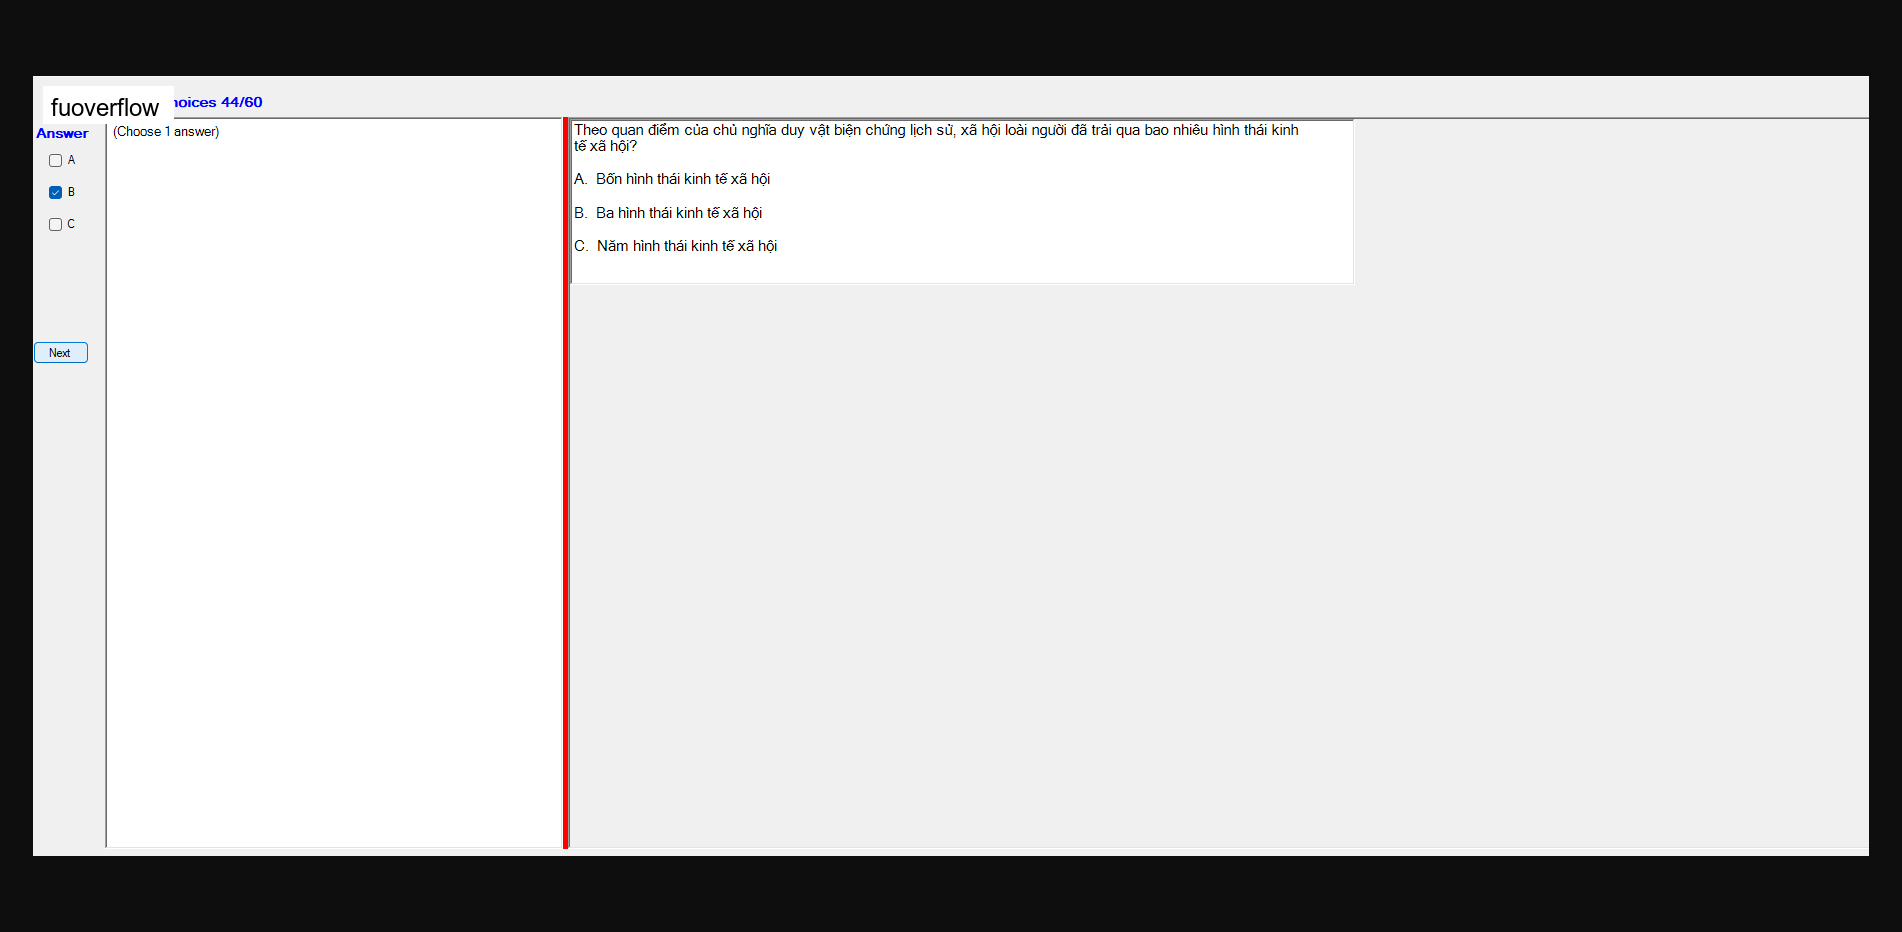 fuoverflow
hoices 44/60
Answer
(Choose 1 answer)
A
B
C
Next
Theo quan điểm của chủ nghĩa duy vật biện chứng lịch sử, xã hội loài người đã trải qua bao nhiêu hình thái kinh
tế xã hội?
A. Bốn hình thái kinh tế xã hội
B. Ba hình thái kinh tế xã hội
C. Năm hình thái kinh tế xã hội